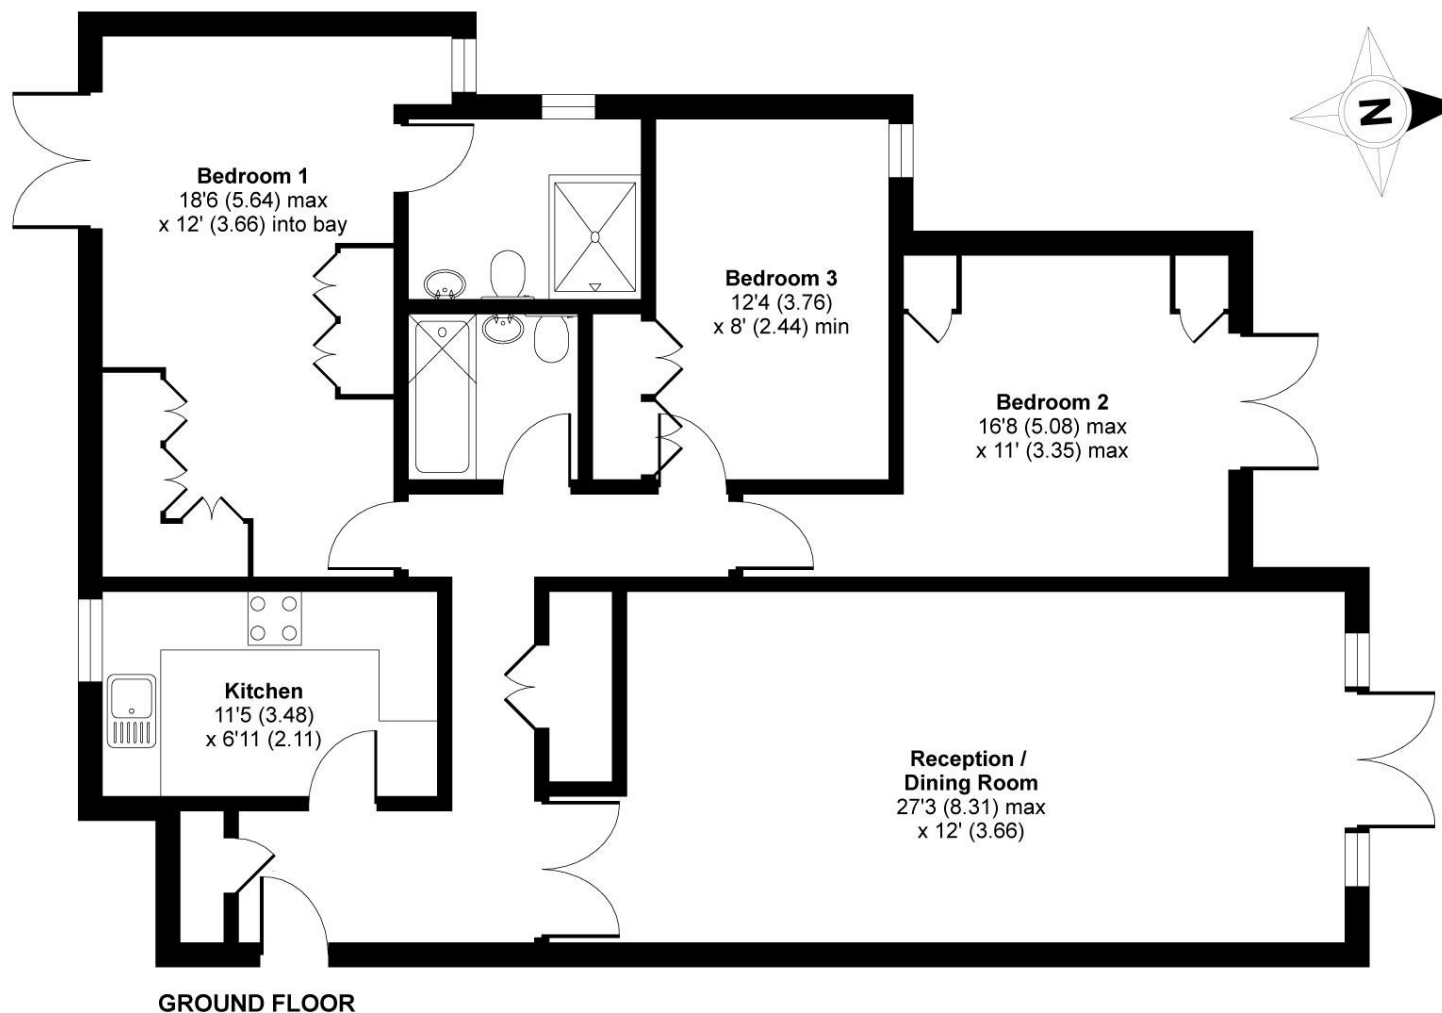 Bedroom 1
18'6 (5.64) max
x 12' (3.66) into bay
N
Bedroom 3
12'4 (3.76)
x 8' (2.44) min
Bedroom 2
16'8 (5.08) max
x 11' (3.35) max
Kitchen
11'5 (3.48)
x 6'11 (2.11)
Reception /
Dining Room
27'3 (8.31) max
x 12' (3.66)
GROUND FLOOR